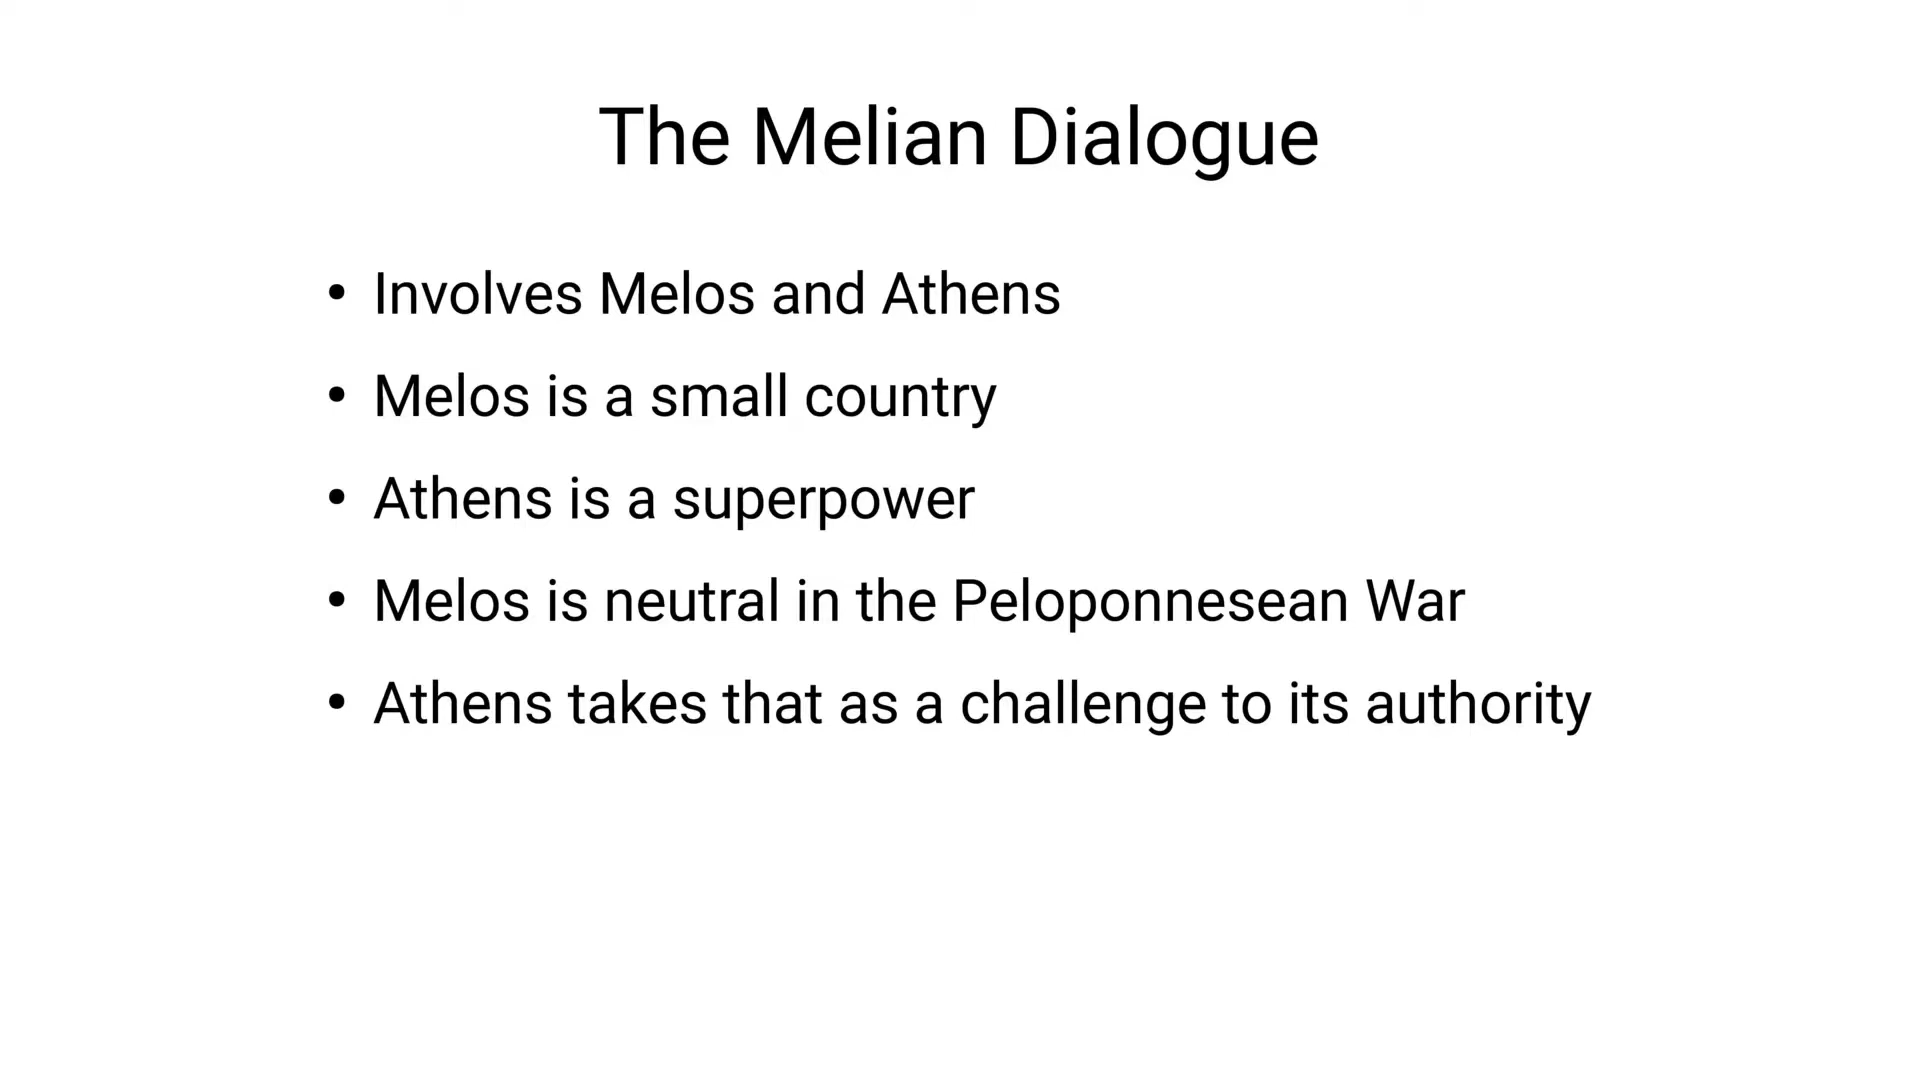 The Melian Dialogue
• Involves Melos and Athens
• Melos is a small country
• Athens is a superpower
• Melos is neutral in the Peloponnesean War
• Athens takes that as a challenge to its authority